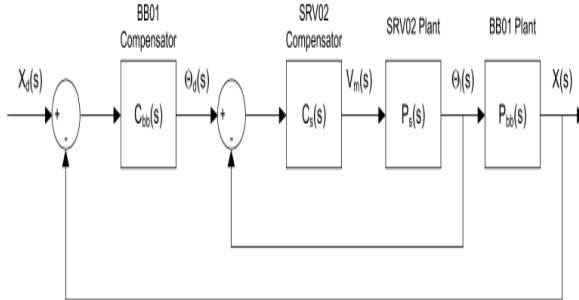 BB01 Compensator
SRV02 Compensator
SRV02 Plant
BB01 Plant
X_d(s)
Θ_d(s)
V_m(s)
Θ_l(s)
X(s)
+
-
C_bb(s)
+
-
C_s(s)
P_s(s)
P_bb(s)